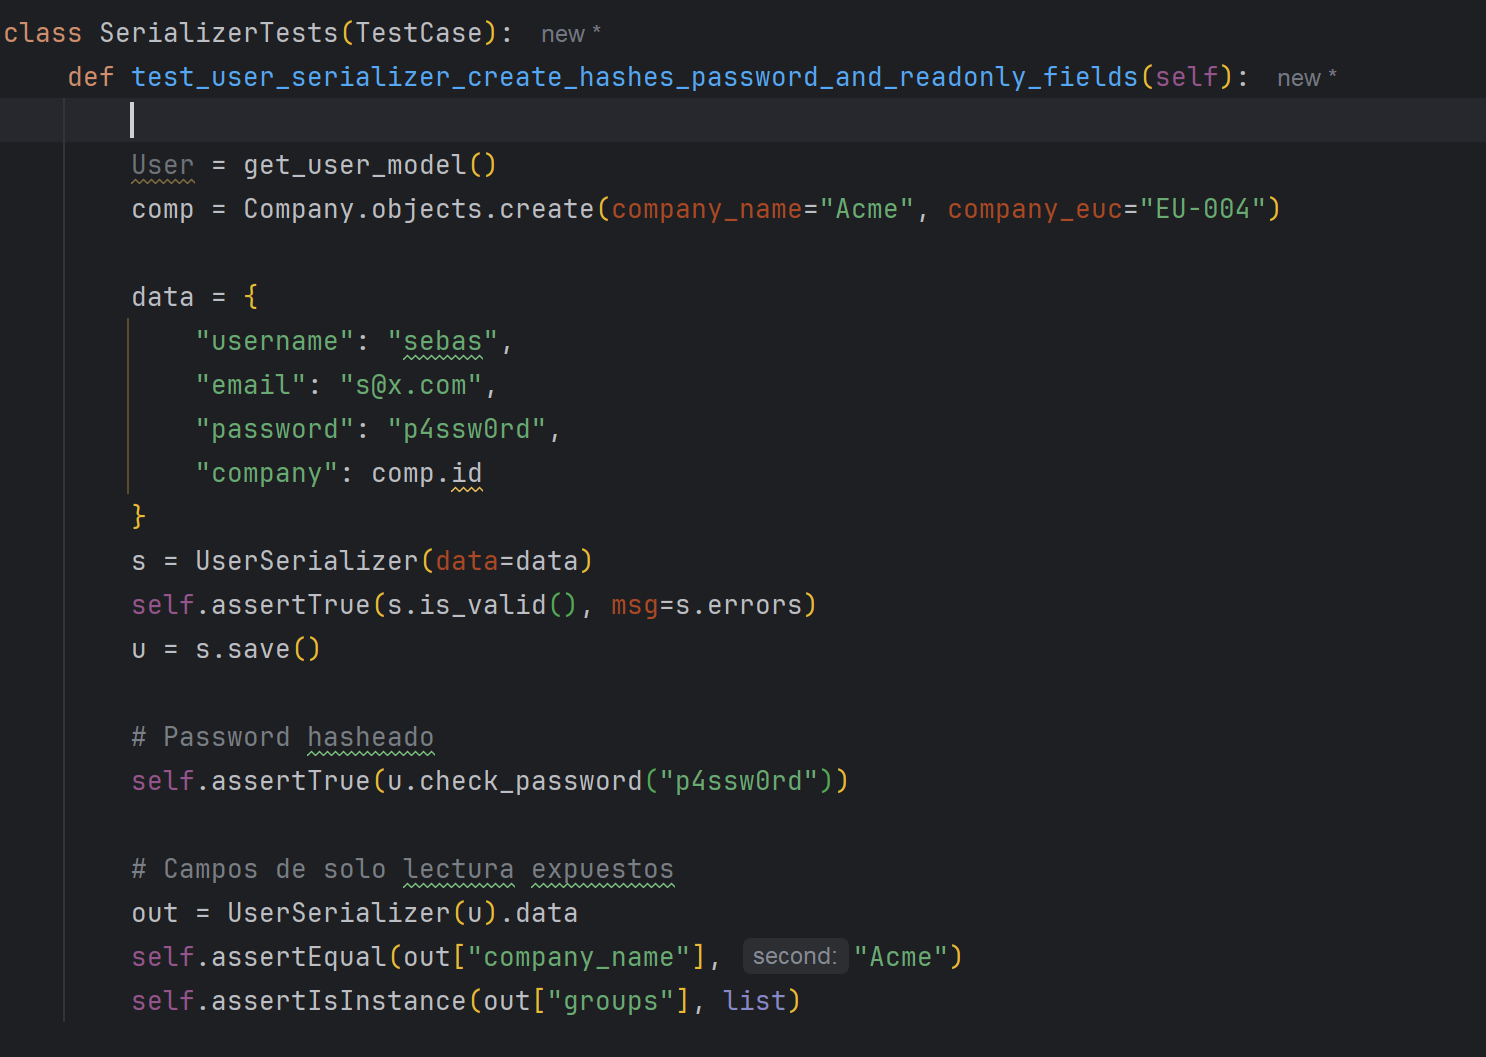 class SerializerTests(TestCase):  new *
    def test_user_serializer_create_hashes_password_and_readonly_fields(self):  new *
        User = get_user_model()
        comp = Company.objects.create(company_name="Acme", company_euc="EU-004")
        data = {
            "username": "sebas",
            "email": "s@x.com",
            "password": "p4ssw0rd",
            "company": comp.id
        }
        s = UserSerializer(data=data)
        self.assertTrue(s.is_valid(), msg=s.errors)
        u = s.save()
        # Password hasheado
        self.assertTrue(u.check_password("p4ssw0rd"))
        # Campos de solo lectura expuestos
        out = UserSerializer(u).data
        self.assertEqual(out["company_name"], second: "Acme")
        self.assertIsInstance(out["groups"], list)